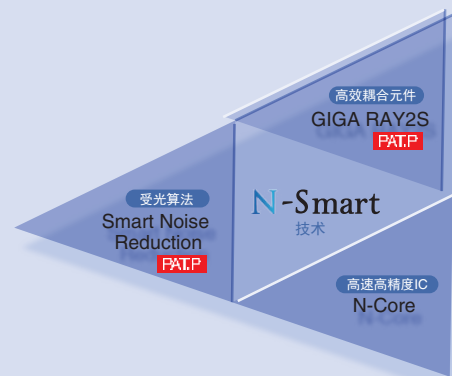 高效耦合元件
GIGA RAY2S
PAT.P
受光算法
Smart Noise
Reduction
PAT.P
N-Smart
技术
高速高精度IC
N-Core